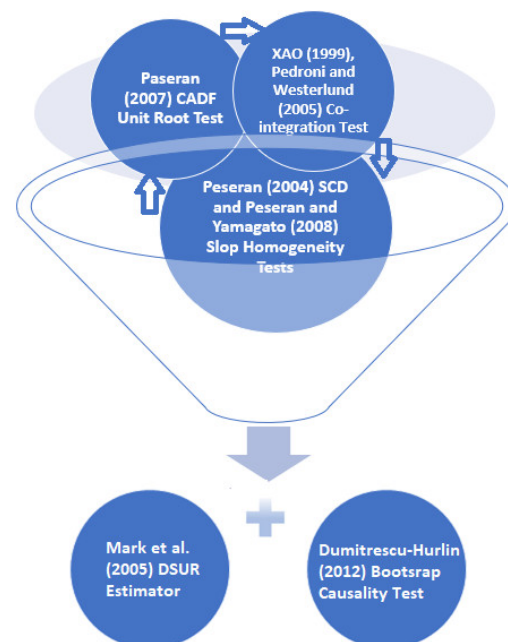 Paseran
(2007) CADF
Unit Root Test
XAO (1999),
Pedroni and
Westerlund
(2005) Co-
integration Test
Peseran (2004) SCD
and Peseran and
Yamagato (2008)
Slop Homogeneity
Tests
Mark et al.
(2005) DSUR
Estimator
Dumitrescu-Hurlin
(2012) Bootsrap
Causality Test